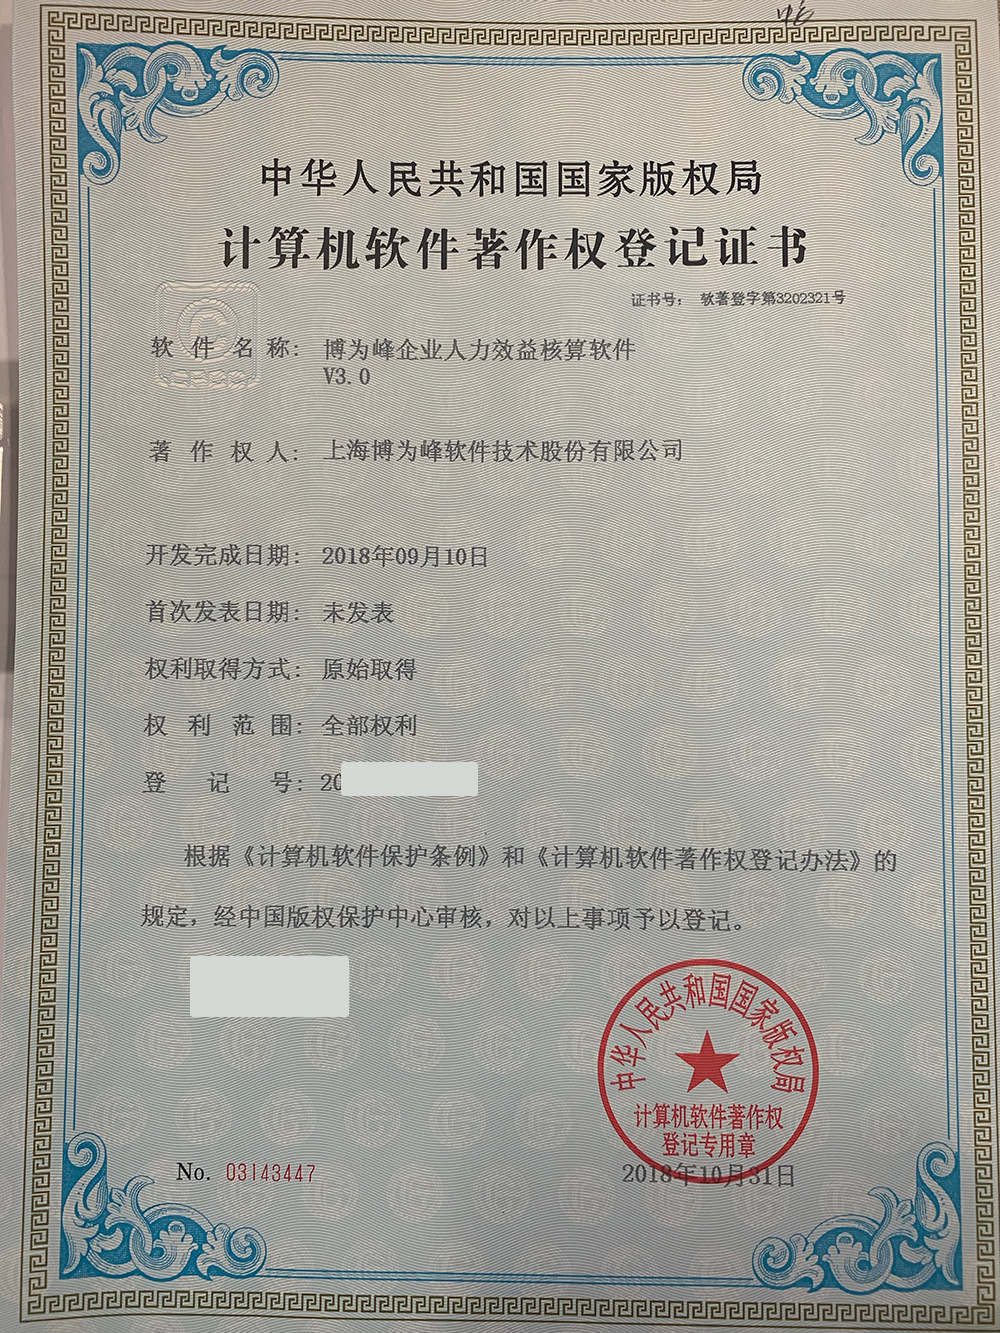 中华人民共和国国家版权局
计算机软件著作权登记证书
证书号： 软著登字第3202321号
软件名称： 博为峰企业人力效益核算软件
V3.0
著作权人： 上海博为峰软件技术股份有限公司
开发完成日期： 2018年09月10日
首次发表日期： 未发表
权利取得方式： 原始取得
权利范围： 全部权利
登记号： 20
根据《计算机软件保护条例》和《计算机软件著作权登记办法》的
规定，经中国版权保护中心审核，对以上事项予以登记。
中华人民共和国国家版权局
计算机软件著作权
登记专用章
No. 03143447
2018年10月31日